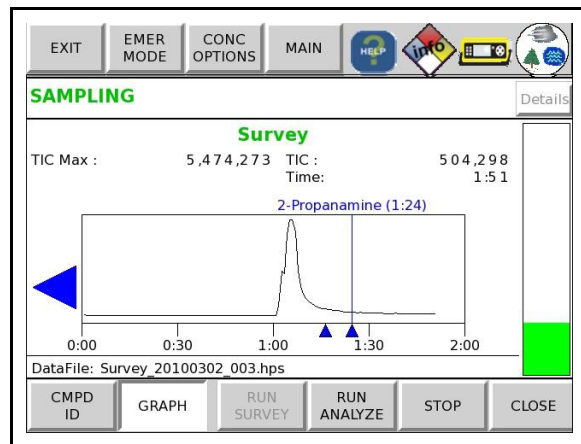 EXIT
EMER
MODE
CONC
OPTIONS
MAIN
HELP
info
SAMPLING
Details
Survey
TIC Max : 5,474,273 TIC : 504,298
Time: 1:51
2-Propanamine (1:24)
0:00 0:30 1:00 1:30 2:00
DataFile: Survey_20100302_003.hps
CMPD
ID
GRAPH
RUN
SURVEY
RUN
ANALYZE
STOP
CLOSE